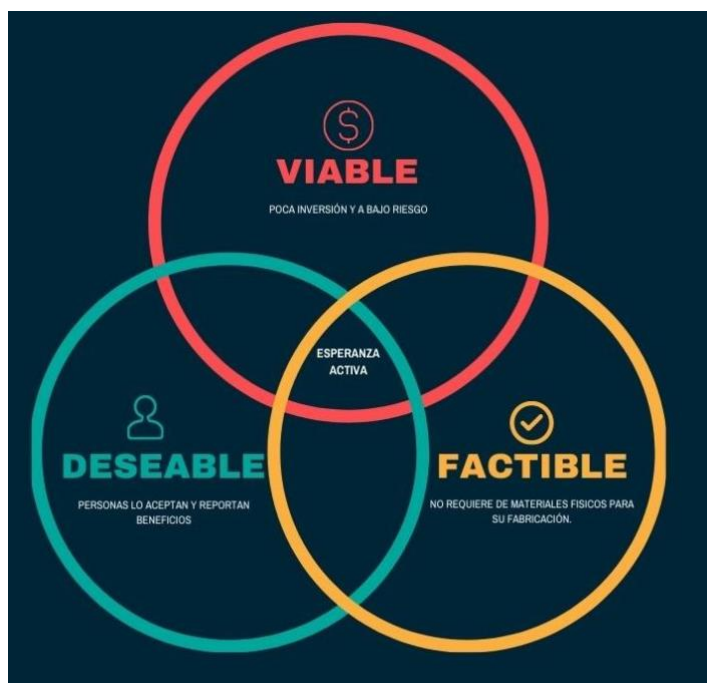 VIABLE
POCA INVERSIÓN Y A BAJO RIESGO
ESPERANZA
ACTIVA
DESEABLE
PERSONAS LO ACEPTAN Y REPORTAN
BENEFICIOS
FACTIBLE
NO REQUIERE DE MATERIALES FISICOS PARA
SU FABRICACIÓN.